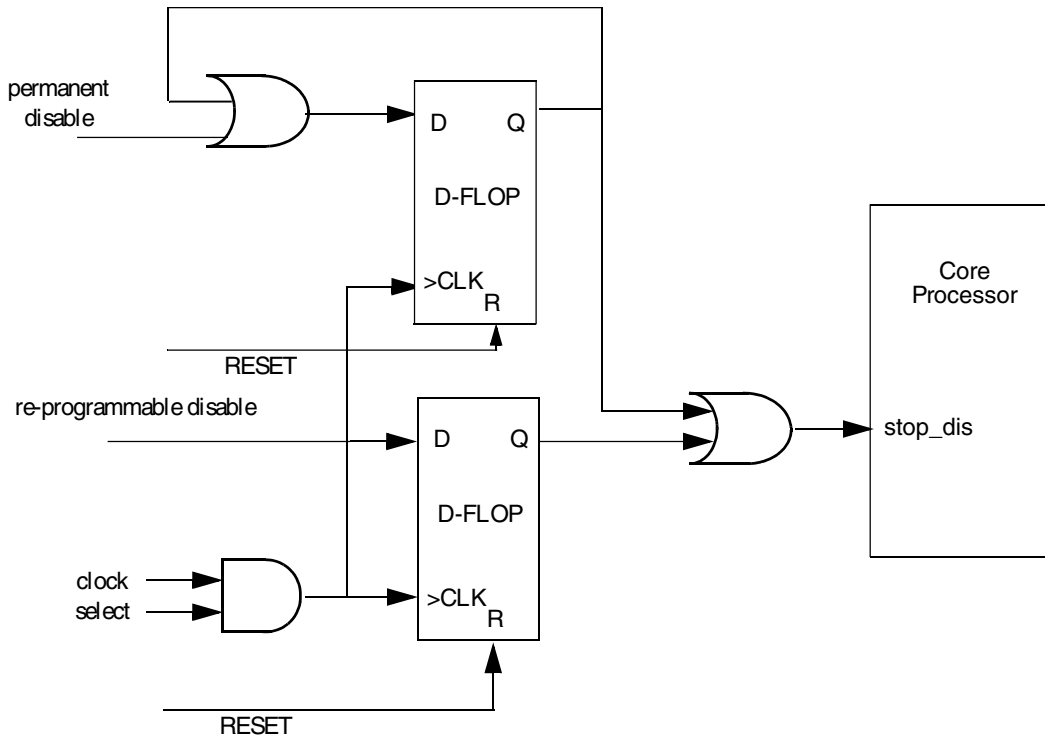 permanent
disable
D
Q
D-FLOP
>CLK
R
RESET
Core
Processor
re-programmable disable
D
Q
stop_dis
D-FLOP
clock
select
>CLK
R
RESET